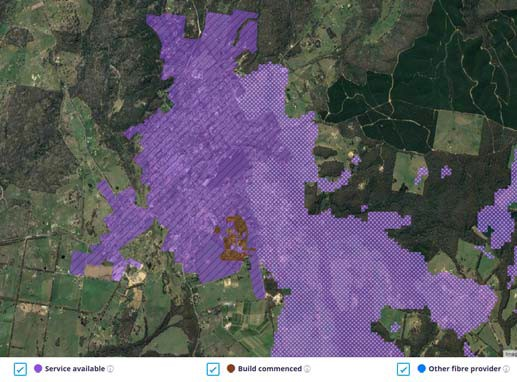 Service available
Build commenced
Other fibre provider